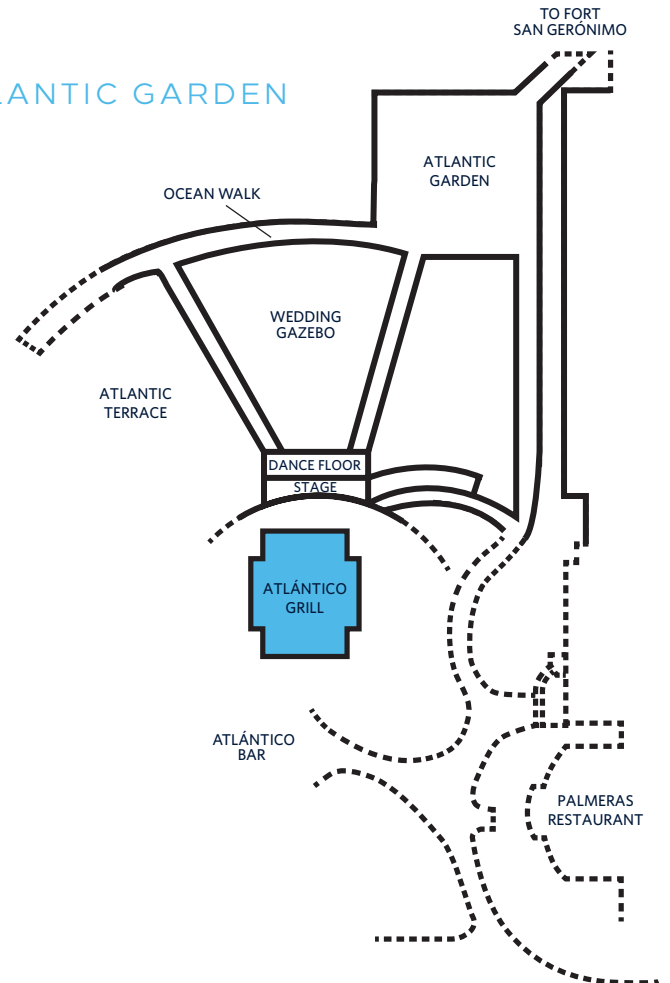 TO FORT
SAN GERÓNIMO
LANTIC GARDEN
ATLANTIC
GARDEN
OCEAN WALK
WEDDING
GAZEBO
ATLANTIC
TERRACE
DANCE FLOOR
STAGE
ATLÁNTICO
GRILL
ATLÁNTICO
BAR
PALMERAS
RESTAURANT